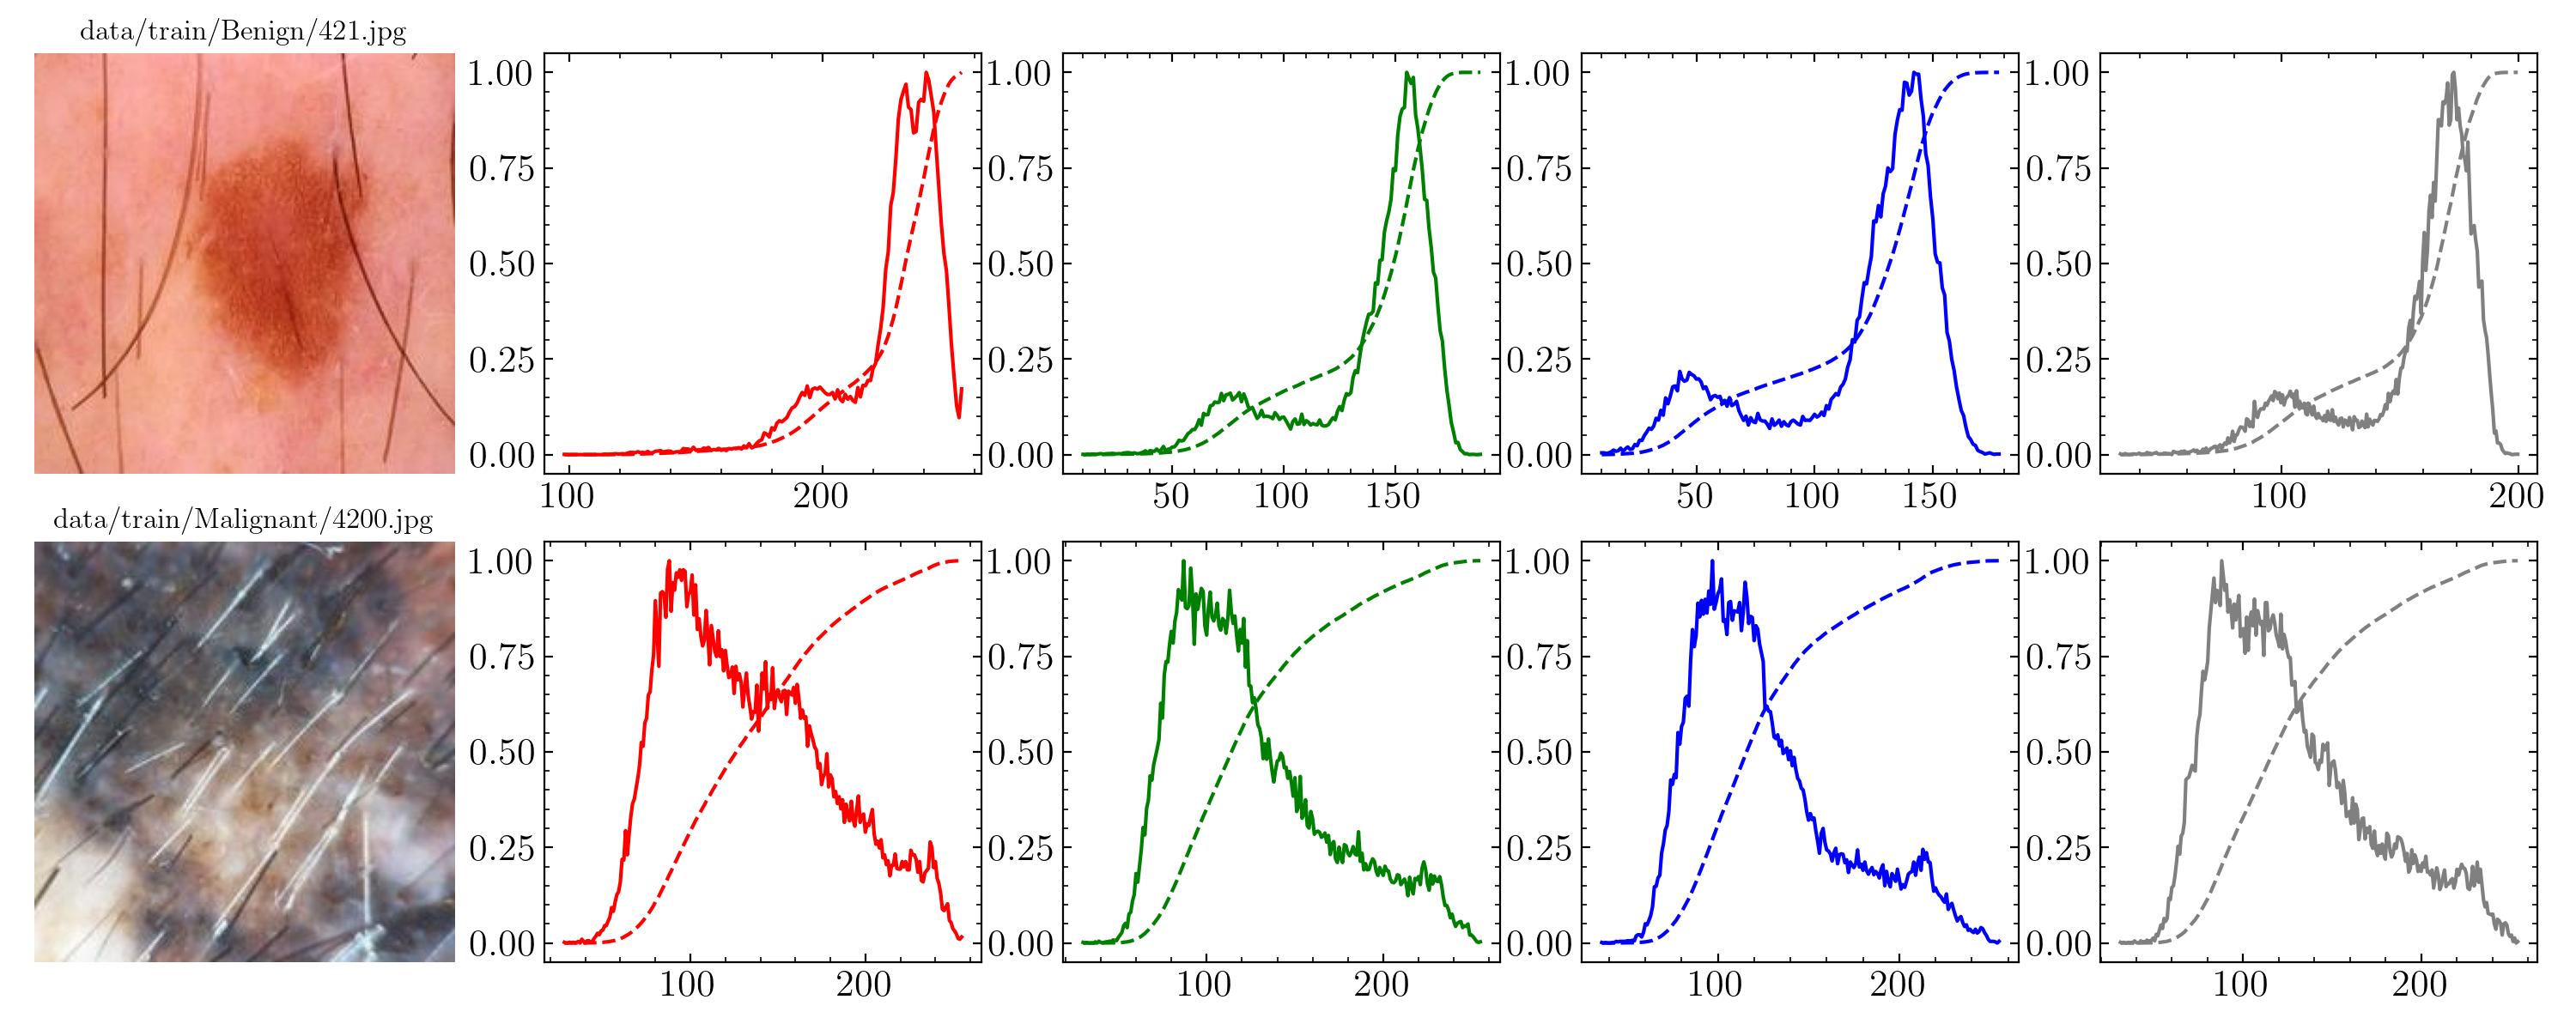 data/train/Benign/421.jpg
1.00 1.00 1.00 1.00
0.75 0.75 0.75 0.75
0.50 0.50 0.50 0.50
0.25 0.25 0.25 0.25
0.00 0.00 0.00 0.00
100 200 50 100 150 50 100 150 100 200
data/train/Malignant/4200.jpg
1.00 1.00 1.00 1.00
0.75 0.75 0.75 0.75
0.50 0.50 0.50 0.50
0.25 0.25 0.25 0.25
0.00 0.00 0.00 0.00
100 200 100 200 100 200 100 200